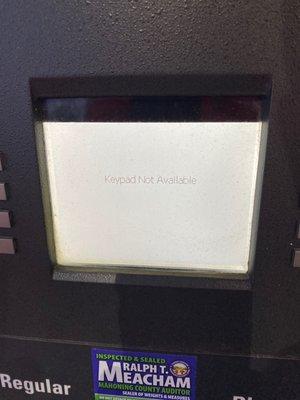 Keypad Not Available
INSPECTED & SEALED
RALPH T.
MEACHAM
MAHONING COUNTY AUDITOR
SEALER OF WEIGHTS & MEASURES
Regular